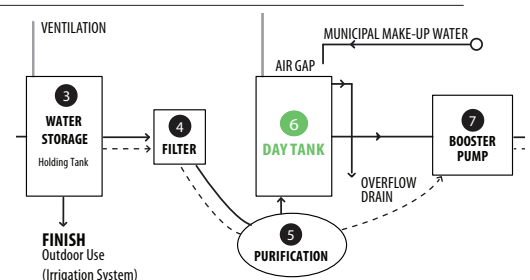 VENTILATION
MUNICIPAL MAKE-UP WATER
AIR GAP
3
WATER
STORAGE
Holding Tank
4
FILTER
6
DAY TANK
7
BOOSTER
PUMP
OVERFLOW
DRAIN
5
PURIFICATION
FINISH
Outdoor Use
(Irrigation System)